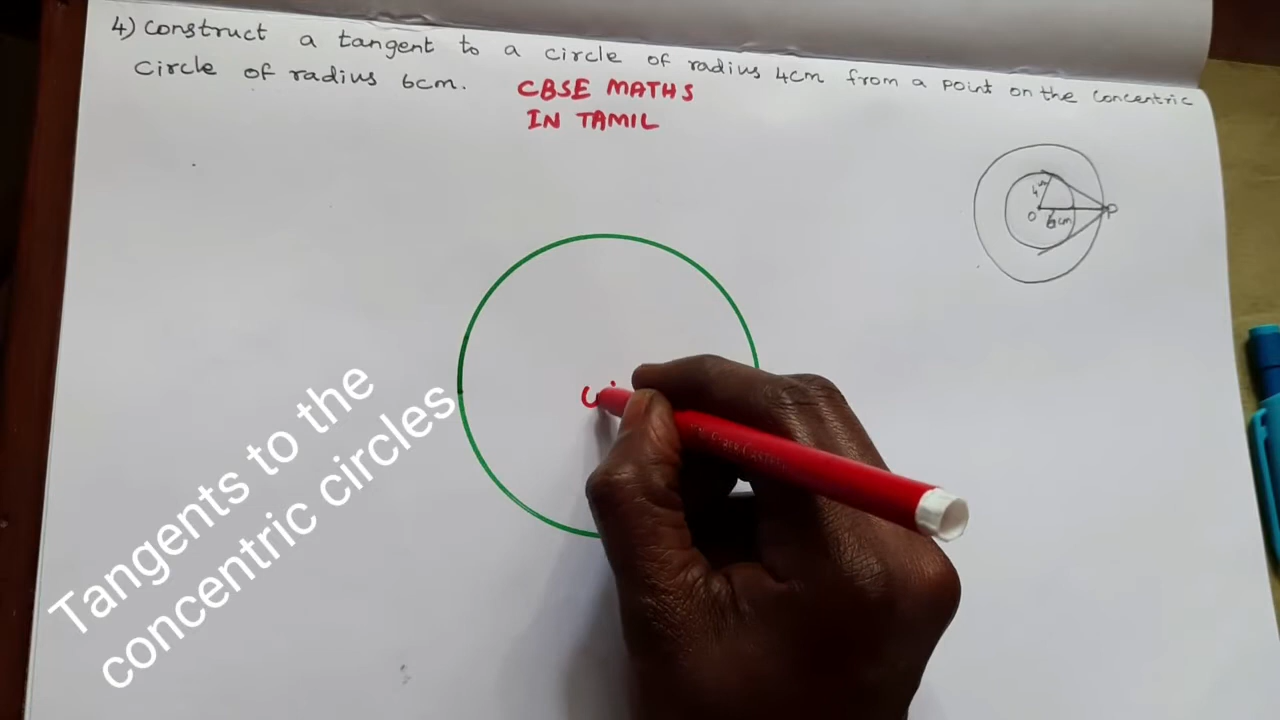 4) Construct a tangent to a circle of radius 4cm from a point on the concentric
Circle of radius 6cm.
CBSE MATHS
IN TAMIL
4cm
O
6cm
P
Tangents to the
concentric circles